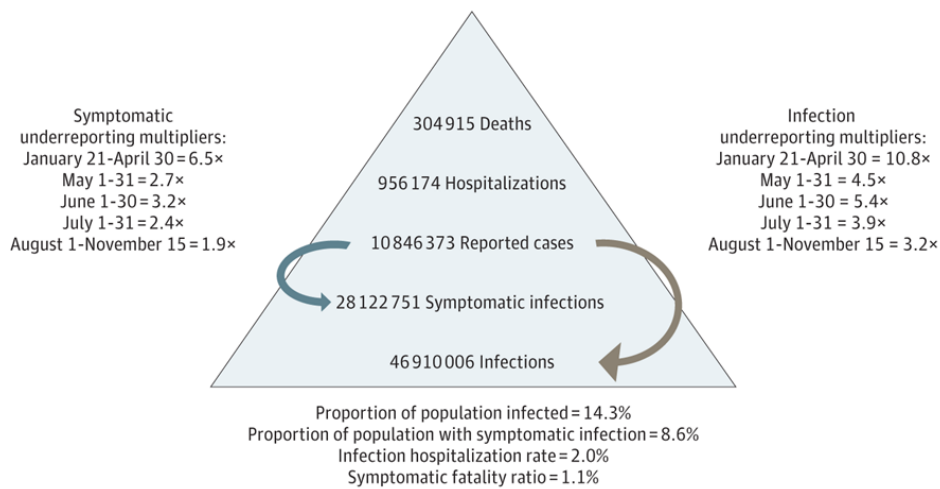 Symptomatic
underreporting multipliers:
January 21-April 30=6.5×
May 1-31=2.7×
June 1-30=3.2×
July 1-31=2.4×
August 1-November 15=1.9×
304 915 Deaths
956 174 Hospitalizations
10 846 373 Reported cases
28 122 751 Symptomatic infections
46 910 006 Infections
Infection
underreporting multipliers:
January 21-April 30 = 10.8×
May 1-31 = 4.5×
June 1-30 = 5.4×
July 1-31 = 3.9×
August 1-November 15 = 3.2×
Proportion of population infected=14.3%
Proportion of population with symptomatic infection=8.6%
Infection hospitalization rate=2.0%
Symptomatic fatality ratio=1.1%